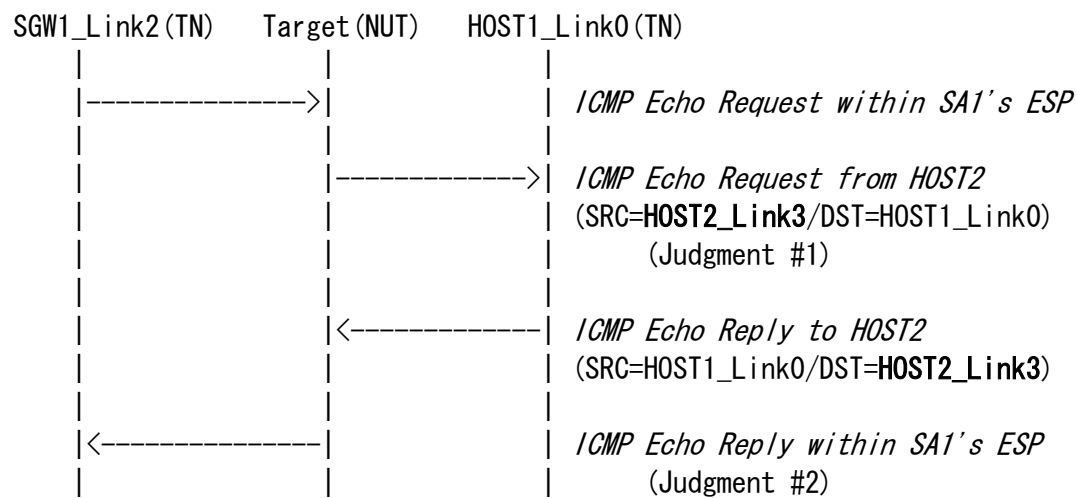 SGW1_Link2(TN) Target(NUT) HOST1_Link0(TN)
| | |
|--------------->| | ICMP Echo Request within SA1's ESP
| | |
| |------------->| ICMP Echo Request from HOST2
| | | (SRC=HOST2_Link3/DST=HOST1_Link0)
| | | (Judgment #1)
| | |
| |<-------------| ICMP Echo Reply to HOST2
| | | (SRC=HOST1_Link0/DST=HOST2_Link3)
| | |
|<---------------| | ICMP Echo Reply within SA1's ESP
| | | (Judgment #2)